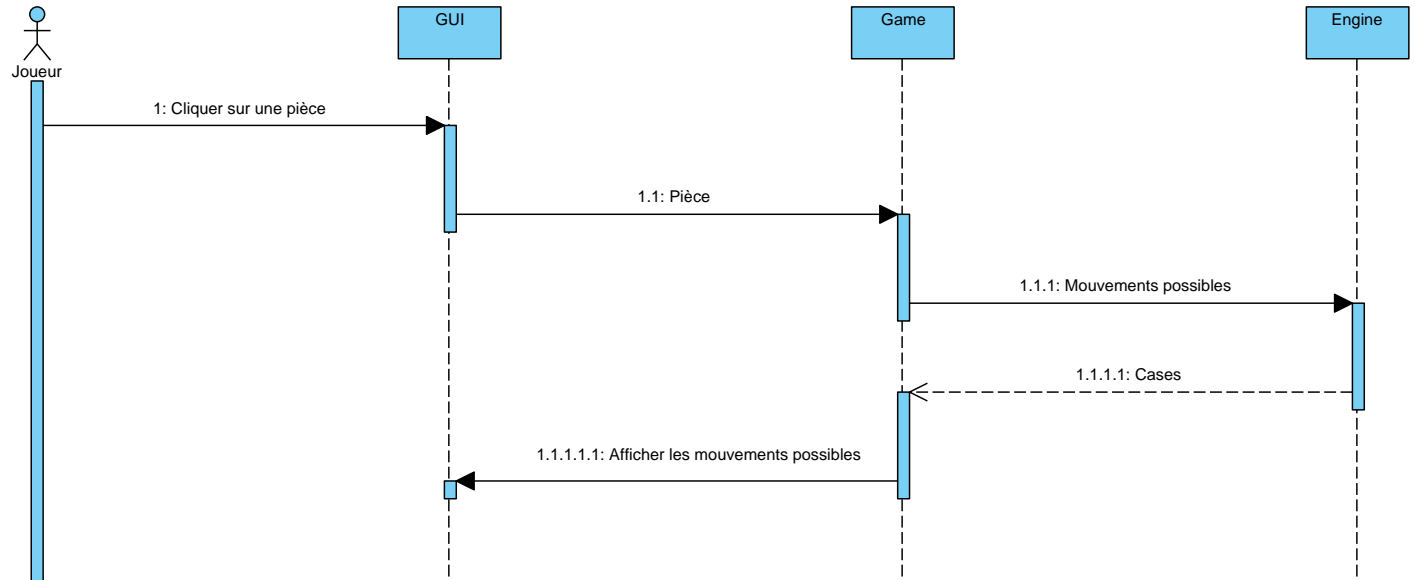 Joueur
GUI
Game
Engine
1: Cliquer sur une pièce
1.1: Pièce
1.1.1: Mouvements possibles
1.1.1.1: Cases
1.1.1.1.1: Afficher les mouvements possibles